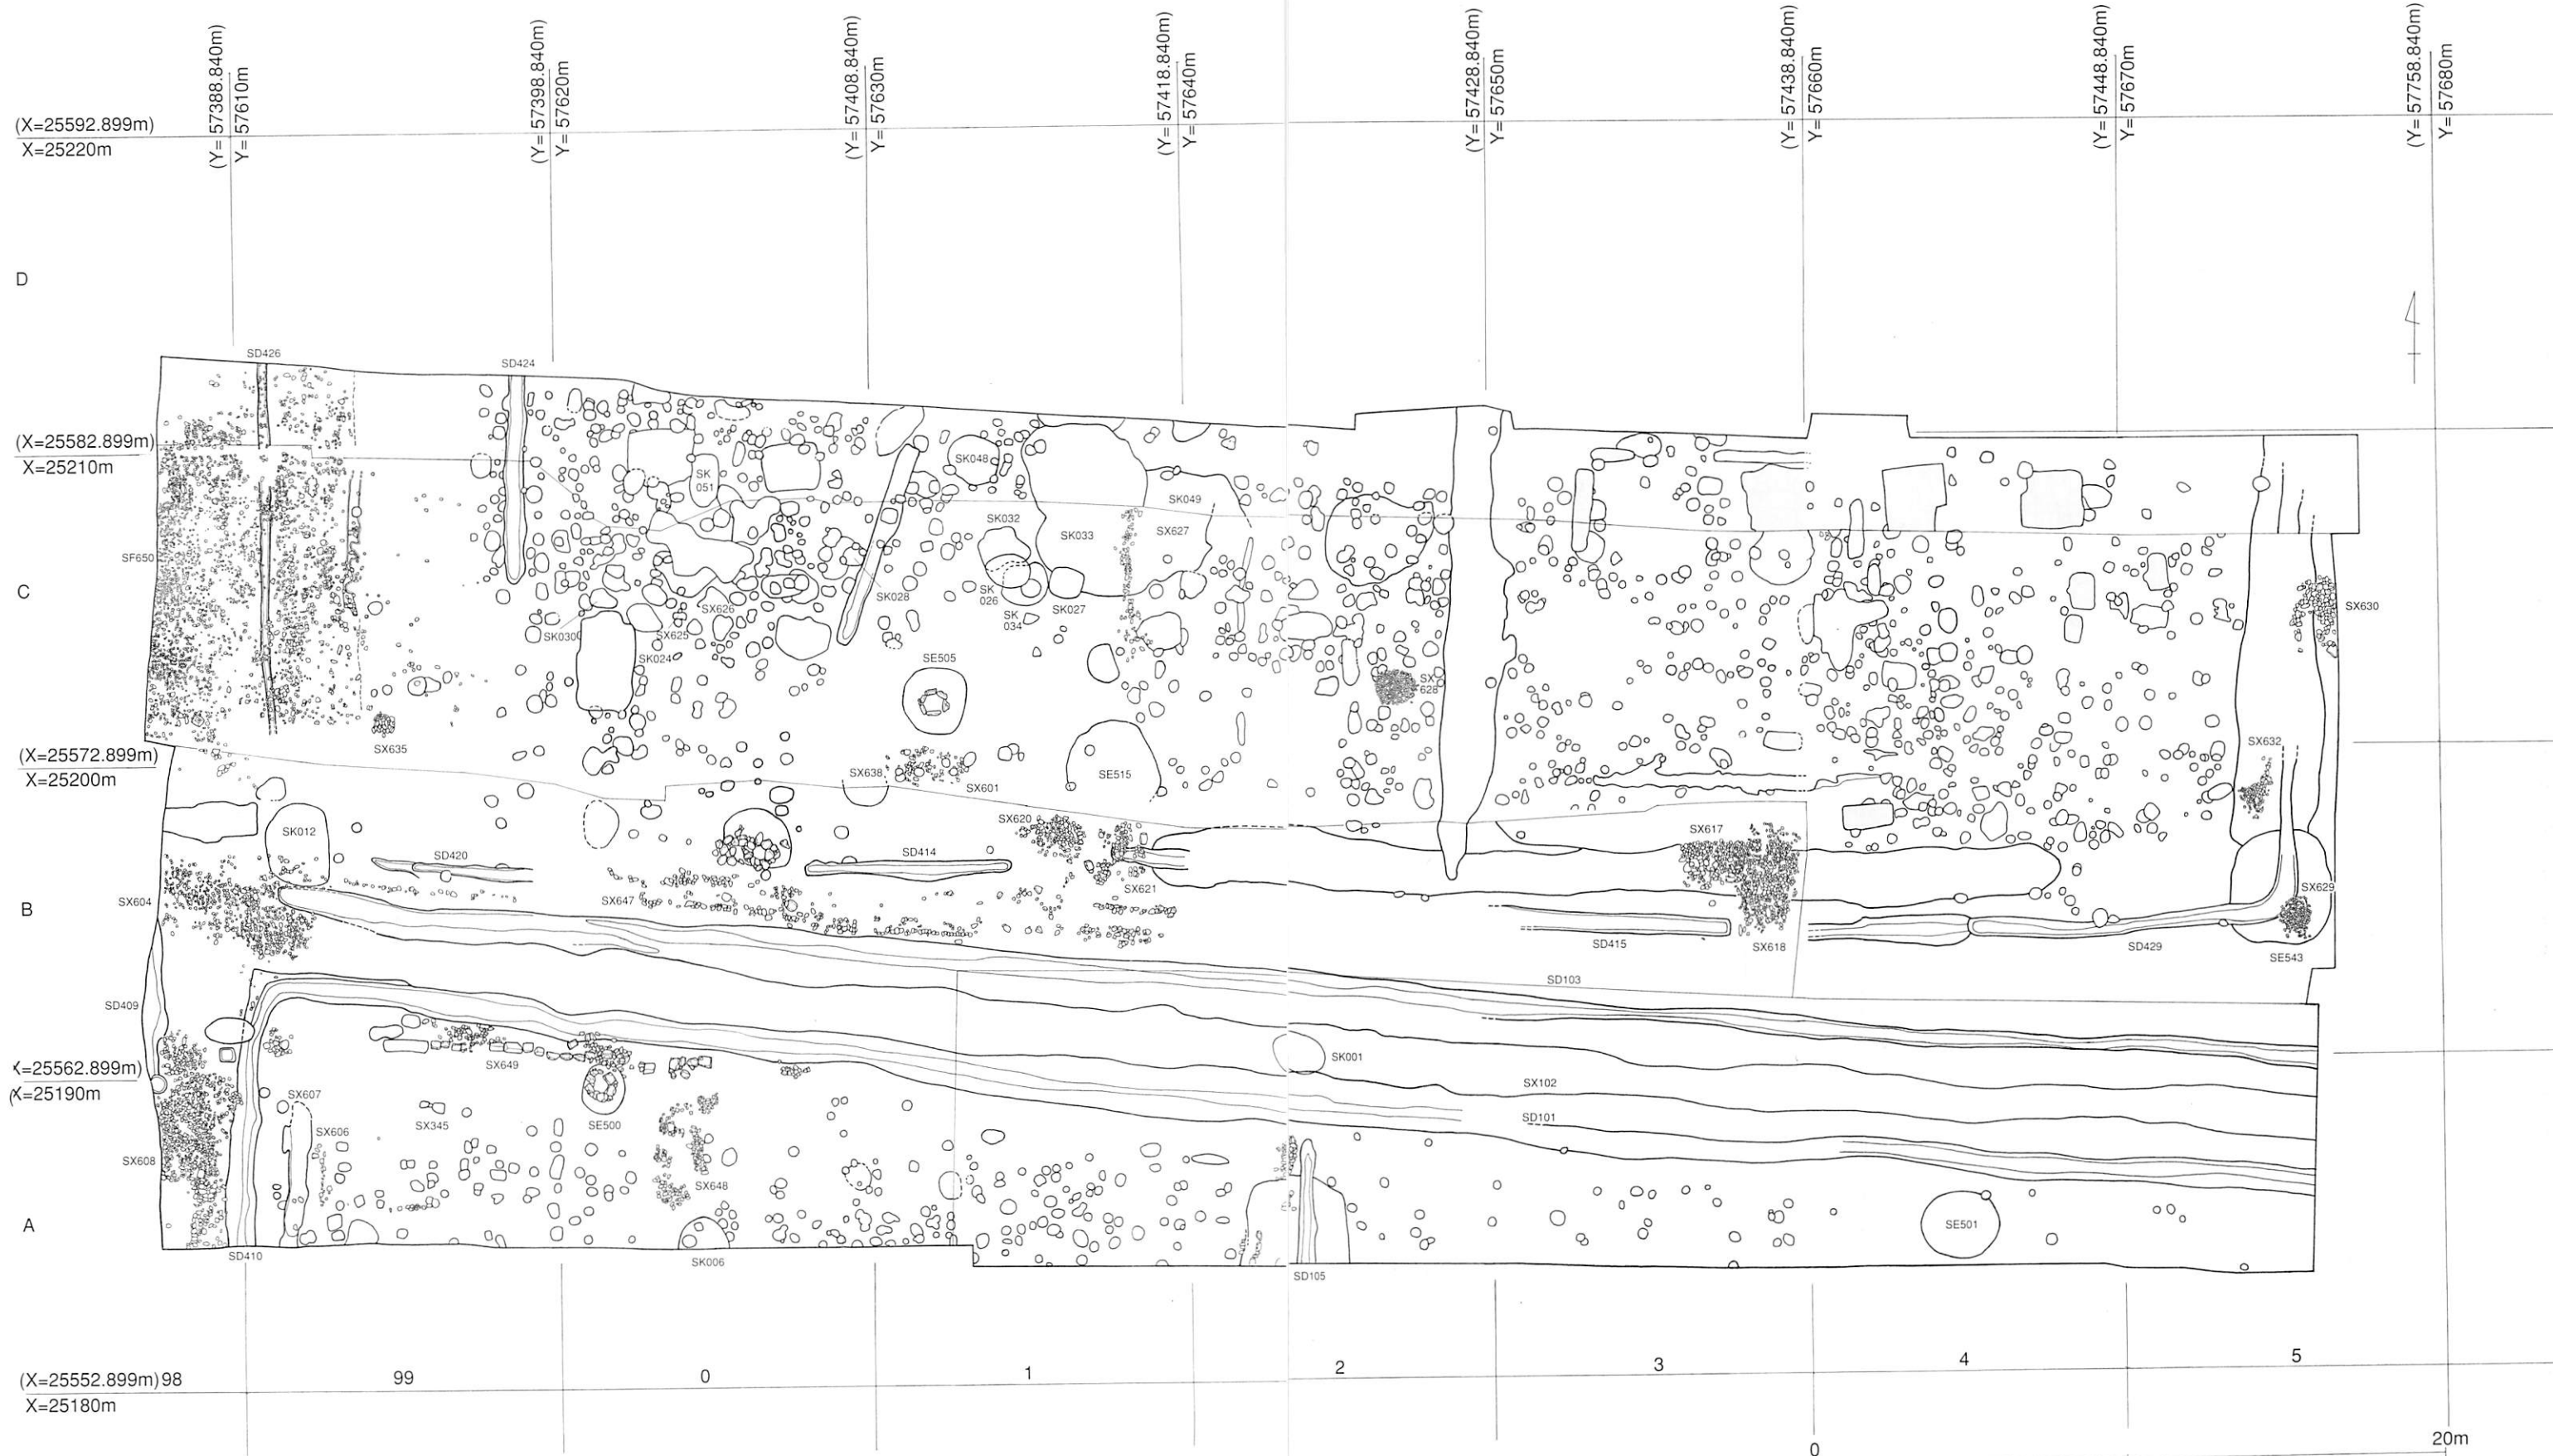 (Y= 57388.840m)
Y= 57610m
(Y= 57398.840m)
Y= 57620m
(Y= 57408.840m)
Y= 57630m
(Y= 57418.840m)
Y= 57640m
(Y= 57428.840m)
Y= 57650m
(Y= 57438.840m)
Y= 57660m
(Y= 57448.840m)
Y= 57670m
(Y= 57758.840m)
Y= 57680m
(X=25592.899m)
X=25220m
D
SD426
SD424
(X=25582.899m)
X=25210m
SK048
SK
051
SK049
SK032
SK033
SX627
SF650
C
SK
026
SK
034
SK027
SK028
SX626
SX625
SK030
SK024
SX630
SE505
SX
628
SX635
SX632
(X=25572.899m)
X=25200m
SX638
SX601
SE515
SK012
SX620
SX617
SD420
SD414
SX621
SX629
SX604
SX647
B
SD415
SX618
SD429
SE543
SD103
SD409
SX649
SK001
X=25562.899m)
(X=25190m
SX102
SX607
SX606
SX345
SE500
SD101
SX608
SX648
A
SE501
SD410
SK006
SD105
(X=25552.899m)98
99
0
1
2
3
4
5
X=25180m
0
20m